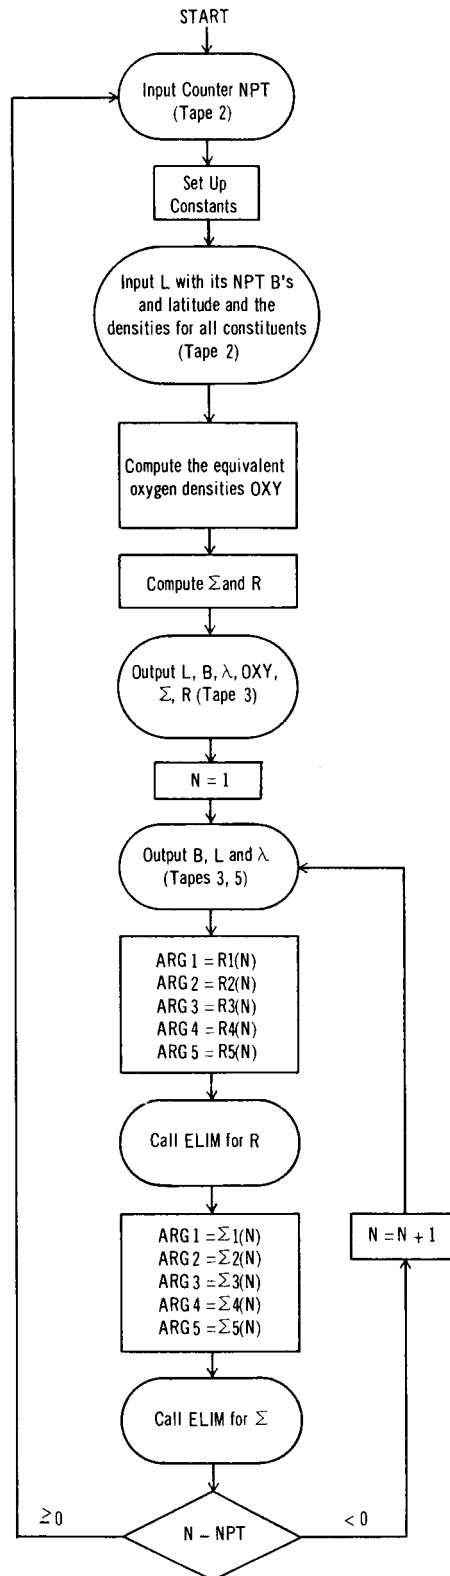 START
Input Counter NPT
(Tape 2)
Set Up
Constants
Input L with its NPT B's
and latitude and the
densities for all constituents
(Tape 2)
Compute the equivalent
oxygen densities OXY
Compute Σ and R
Output L, B, λ, OXY,
Σ, R (Tape 3)
N = 1
Output B, L and λ
(Tapes 3, 5)
ARG 1 = R1(N)
ARG 2 = R2(N)
ARG 3 = R3(N)
ARG 4 = R4(N)
ARG 5 = R5(N)
Call ELIM for R
ARG 1 = Σ1(N)
ARG 2 = Σ2(N)
ARG 3 = Σ3(N)
ARG 4 = Σ4(N)
ARG 5 = Σ5(N)
N = N + 1
Call ELIM for Σ
≥0
N – NPT
<0